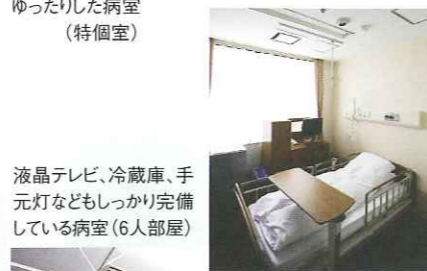 ゆったりした病室
（特個室）
液晶テレビ、冷蔵庫、手
元灯などもしっかり完備
している病室（6人部屋）